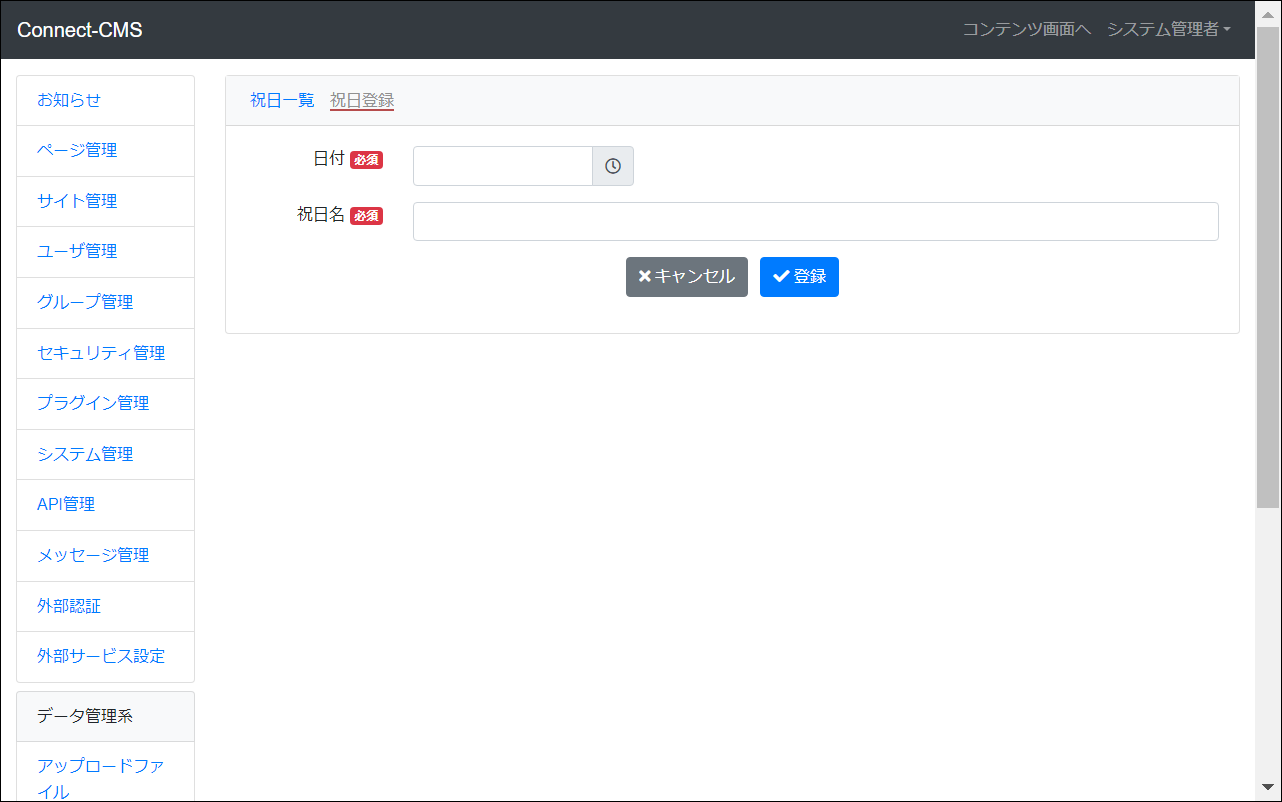 Connect-CMS
コンテンツ画面へ システム管理者
お知らせ
ページ管理
サイト管理
ユーザ管理
グループ管理
セキュリティ管理
プラグイン管理
システム管理
API管理
メッセージ管理
外部認証
外部サービス設定
データ管理系
アップロードファ
イル
祝日一覧 祝日登録
日付 必須
祝日名 必須
キャンセル 登録